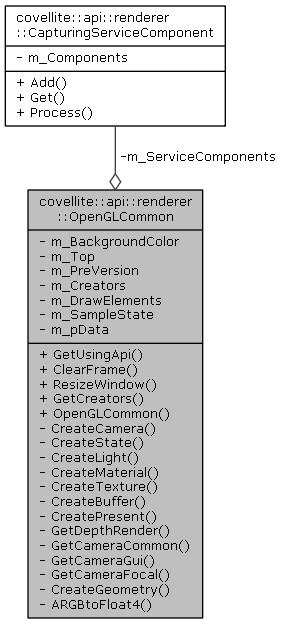 covellite::api::renderer
::CapturingServiceComponent
- m_Components
+ Add()
+ Get()
+ Process()
-m_ServiceComponents
covellite::api::renderer
::OpenGLCommon
- m_BackgroundColor
- m_Top
- m_PreVersion
- m_Creators
- m_DrawElements
- m_SampleState
- m_pData
+ GetUsingApi()
+ ClearFrame()
+ ResizeWindow()
+ GetCreators()
+ OpenGLCommon()
- CreateCamera()
- CreateState()
- CreateLight()
- CreateMaterial()
- CreateTexture()
- CreateBuffer()
- CreatePresent()
- GetDepthRender()
- GetCameraCommon()
- GetCameraGui()
- GetCameraFocal()
- CreateGeometry()
- ARGBtoFloat4()